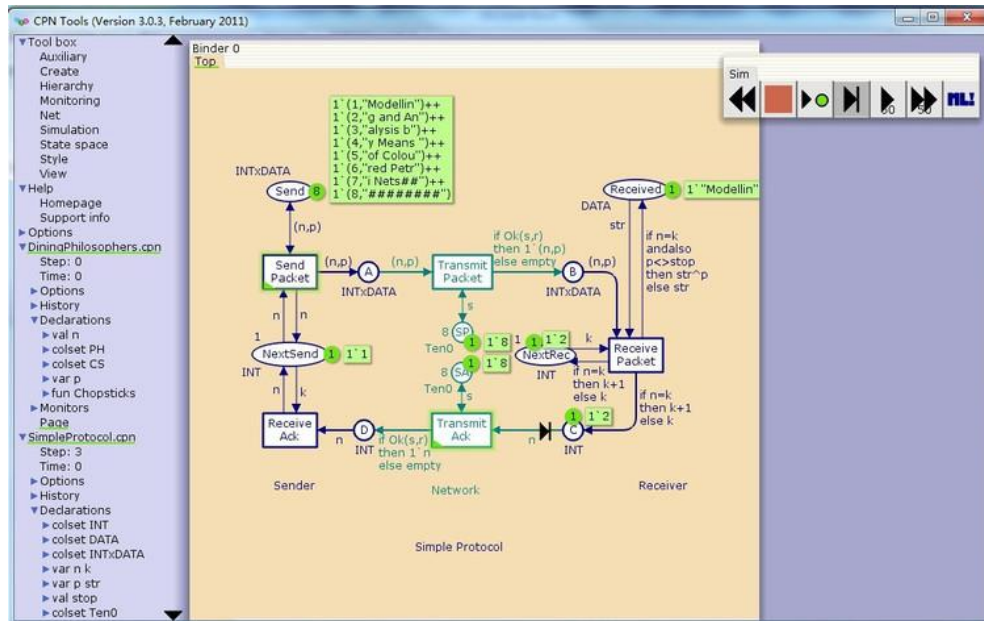 CPN Tools (Version 3.0.3, February 2011)
Tool box
Auxiliary
Create
Hierarchy
Monitoring
Net
Simulation
State space
Style
View
Help
Homepage
Support info
Options
DiningPhilosophers.cpn
Step: 0
Time: 0
Options
History
Declarations
val n
colset PH
colset CS
var p
fun Chopsticks
Monitors
Page
SimpleProtocol.cpn
Step: 3
Time: 0
Options
History
Declarations
colset INT
colset DATA
colset INTxDATA
var n k
var p str
val stop
colset Ten0
Binder 0
Top
Sim
50
50
ML!
1`(1,"Modellin")++
1`(2,"g and An")++
1`(3,"alysis b")++
1`(4,"y Means ")++
1`(5,"of Colou")++
1`(6,"red Petr")++
1`(7,"i Nets##")++
1`(8,"########")
INTxDATA
Send 8
(n,p)
Received 1 1`"Modellin"
DATA
str
if n=k
andalso
p<>stop
then str^p
else str
Send
Packet
(n,p)
A
INTxDATA
(n,p)
Transmit
Packet
if Ok(s,r)
then 1`(n,p)
else empty
B
INTxDATA
(n,p)
n
n
s
8 SP 1 1`8
Ten0
1
NextSend 1 1`1
INT
8 SA 1 1`8
Ten0
s
1 1 1`2
NextRec
INT
k
if n=k
then k+1
else k
Receive
Packet
if n=k
then k+1
else k
n
k
Receive
Ack
n
D
INT
if Ok(s,r)
then 1`n
else empty
Transmit
Ack
n
C
1 1`2
INT
Sender
Network
Receiver
Simple Protocol